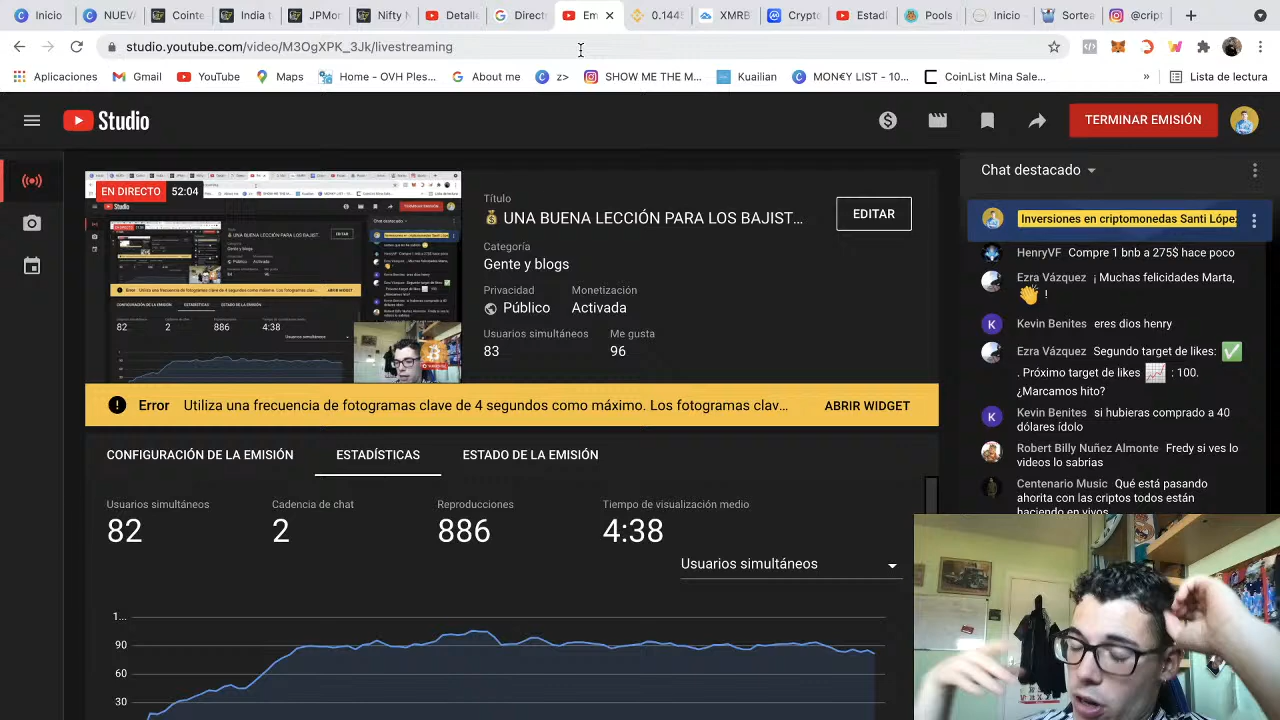 Inicio
NUEV/
Index
JPMor
Nifty I
Detalle
Direct
Em
0.1445
XMRB
Crypto
Estadí
Pools
Inicio
Sortea
@cript
studio.youtube.com/video/M3OgXPK_3Jk/livestreaming
Aplicaciones
Gmail
YouTube
Maps
Home - OVH Ples...
About me
z>
SHOW ME THE M...
Kuailian
MON€Y LIST - 10...
CoinList Mina Sale...
»
Lista de lectura
Studio
TERMINAR EMISIÓN
EN DIRECTO 52:04
Título
UNA BUENA LECCIÓN PARA LOS BAJIST...
EDITAR
Categoría
Gente y blogs
Privacidad
Monetización
Público
Activada
Usuarios simultáneos
Me gusta
83
96
Error Utiliza una frecuencia de fotogramas clave de 4 segundos como máximo. Los fotogramas clav...
ABRIR WIDGET
CONFIGURACIÓN DE LA EMISIÓN
ESTADÍSTICAS
ESTADO DE LA EMISIÓN
Usuarios simultáneos
Cadencia de chat
Reproducciones
Tiempo de visualización medio
82
2
886
4:38
Usuarios simultáneos
1...
90
60
30
Chat destacado
Inversiones en criptomonedas Santi López
HenryVF Compré bnb a 275$ hace poco
Ezra Vázquez ¡ Muchas felicidades Marta,
!
Kevin Benites eres dios henry
Ezra Vázquez Segundo target de likes:
. Próximo target de likes : 100.
¿Marcamos hito?
Kevin Benites si hubieras comprado a 40
dólares ídolo
Robert Billy Nuñez Almonte Fredy si ves lo
videos lo sabrias
Centenario Music Qué está pasando
ahorita con las criptos todos están
haciendo en vivos